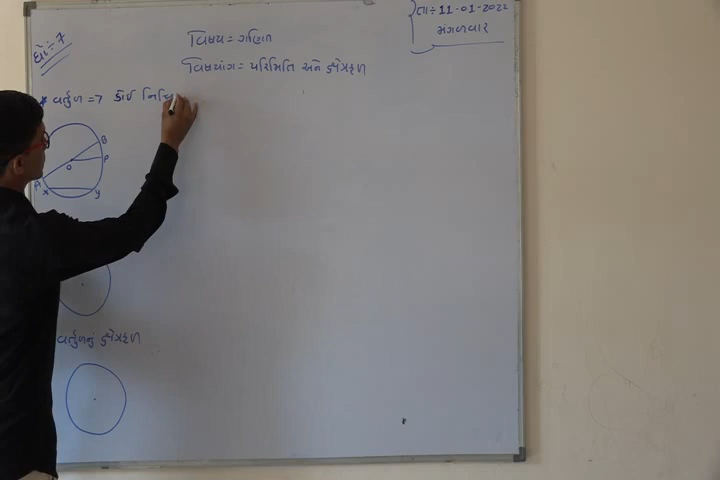 ધો÷ 7
વિષય = ગણિત
તા÷ 11-01-2022
મંગળવાર
વિષયાંગ = પરિમિતિ અને ક્ષેત્રફળ
* વર્તુળ => કોઈ નિશ્ચિ
B
P
O
A
X Y
વર્તુળનું ક્ષેત્રફળ